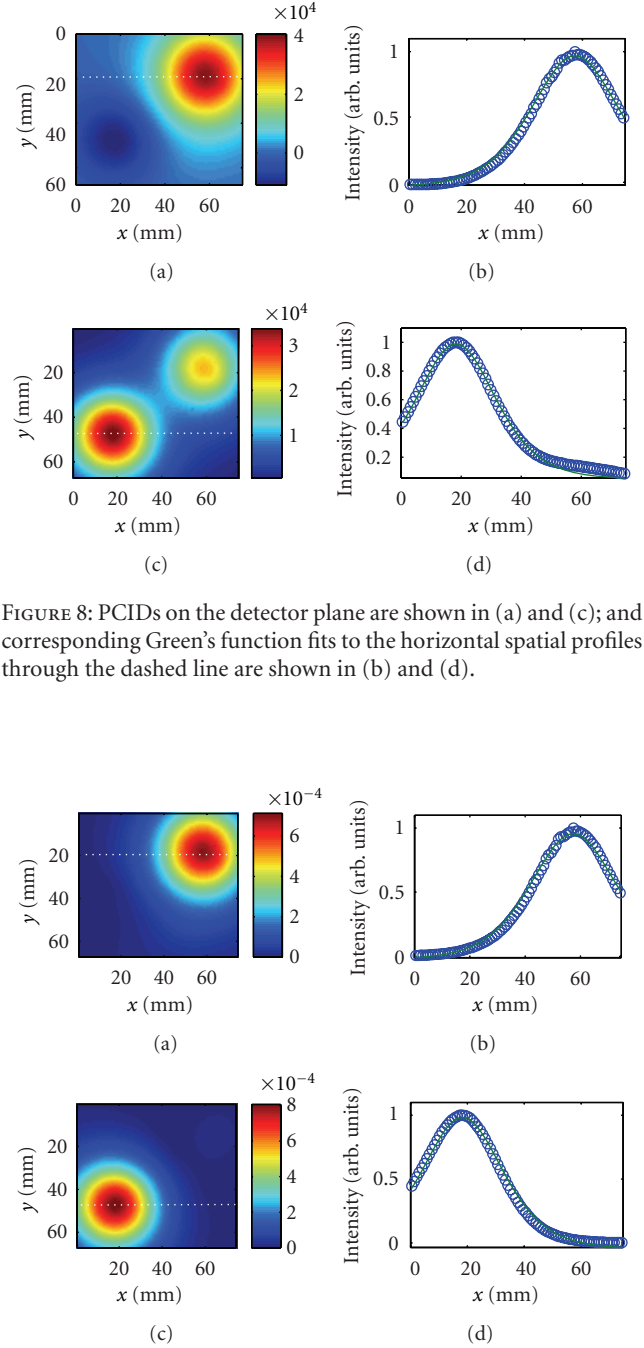 ×10⁴
0
20
40
60
y (mm)
0 20 40 60
x (mm)
4
3
2
1
0
(a)
Intensity (arb. units)
1
0.5
0
0 20 40 60
x (mm)
(b)
×10⁴
20
40
60
y (mm)
0 20 40 60
x (mm)
3
2
1
(c)
Intensity (arb. units)
1
0.8
0.6
0.4
0.2
0 20 40 60
x (mm)
(d)
FIGURE 8: PCIDs on the detector plane are shown in (a) and (c); and
corresponding Green's function fits to the horizontal spatial profiles
through the dashed line are shown in (b) and (d).
×10⁻⁴
20
40
60
y (mm)
20 40 60
x (mm)
6
4
2
0
(a)
Intensity (arb. units)
1
0.5
0
0 20 40 60
x (mm)
(b)
×10⁻⁴
20
40
60
y (mm)
20 40 60
x (mm)
8
6
4
2
0
(c)
Intensity (arb. units)
1
0.5
0
0 20 40 60
x (mm)
(d)